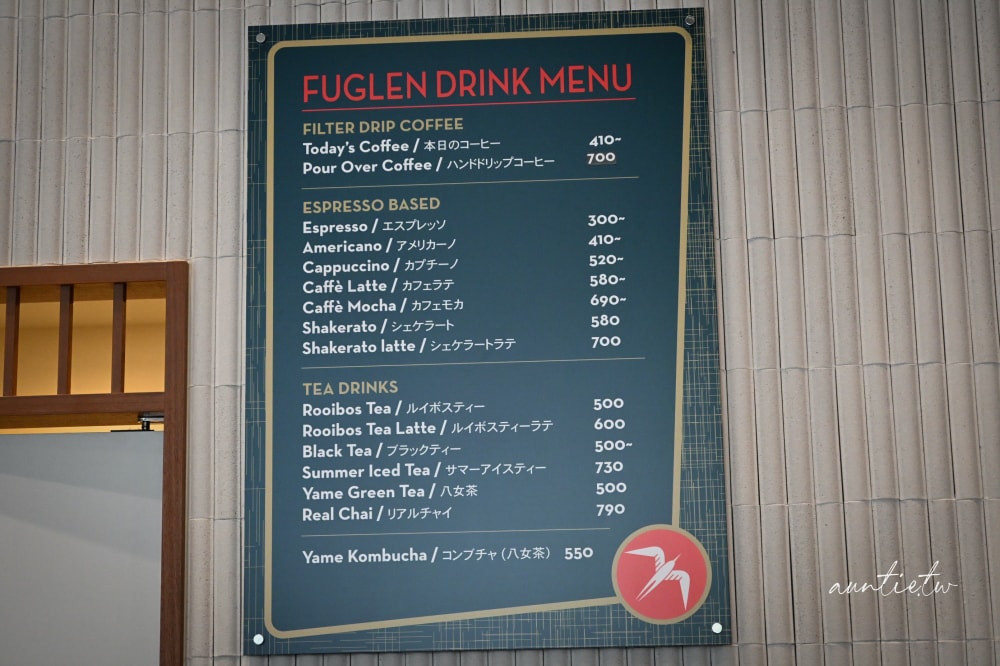 FUGLEN DRINK MENU
FILTER DRIP COFFEE
Today's Coffee / 本日のコーヒー 410~
Pour Over Coffee / ハンドドリップコーヒー 700
ESPRESSO BASED
Espresso / エスプレッソ 300~
Americano / アメリカーノ 410~
Cappuccino / カプチーノ 520~
Caffè Latte / カフェラテ 580~
Caffè Mocha / カフェモカ 690~
Shakerato / シェケラート 580
Shakerato latte / シェケラートラテ 700
TEA DRINKS
Rooibos Tea / ルイボスティー 500
Rooibos Tea Latte / ルイボスティーラテ 600
Black Tea / ブラックティー 500~
Summer Iced Tea / サマーアイスティー 730
Yame Green Tea / 八女茶 500
Real Chai / リアルチャイ 790
Yame Kombucha / コンブチャ（八女茶） 550
auntie.tw